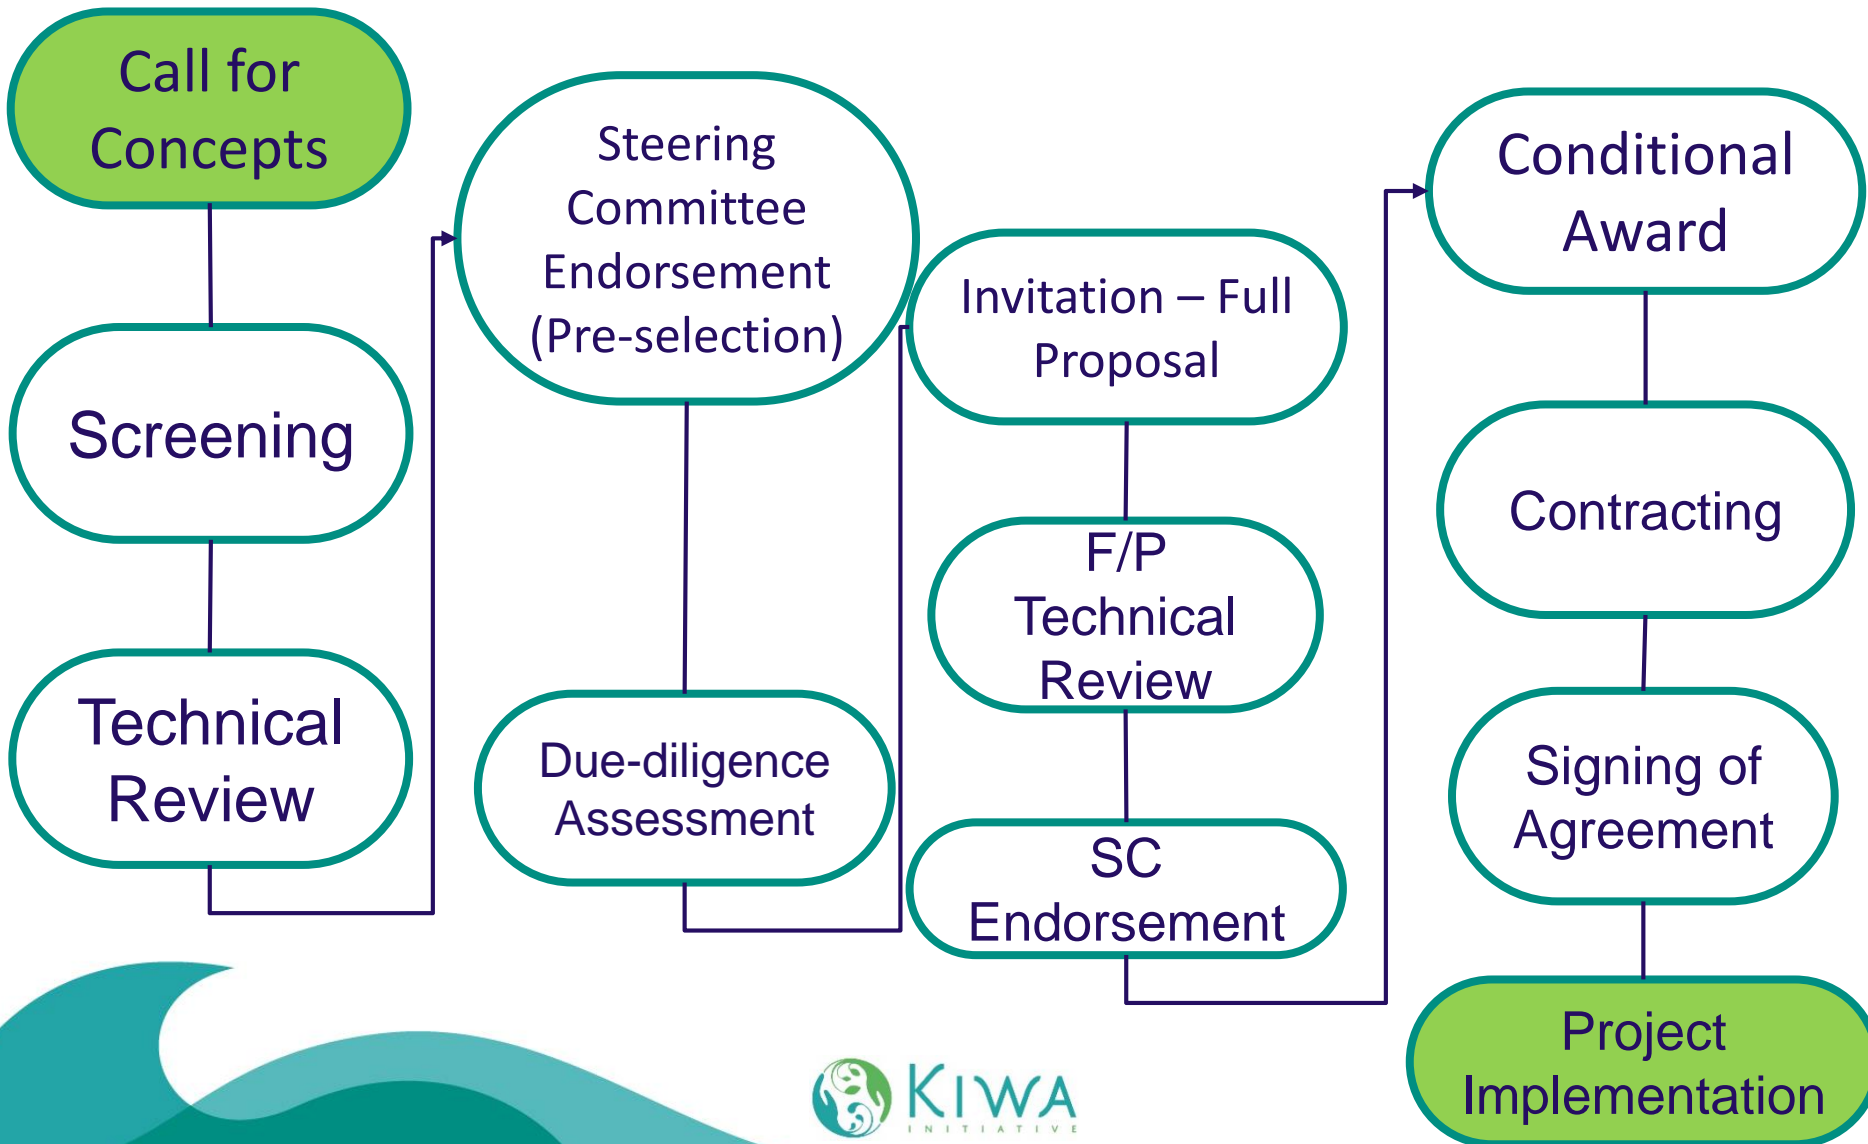 Call for
Concepts
Screening
Technical
Review
Steering
Committee
Endorsement
(Pre-selection)
Due-diligence
Assessment
Invitation – Full
Proposal
F/P
Technical
Review
SC
Endorsement
Conditional
Award
Contracting
Signing of
Agreement
Project
Implementation
KIWA
INITIATIVE